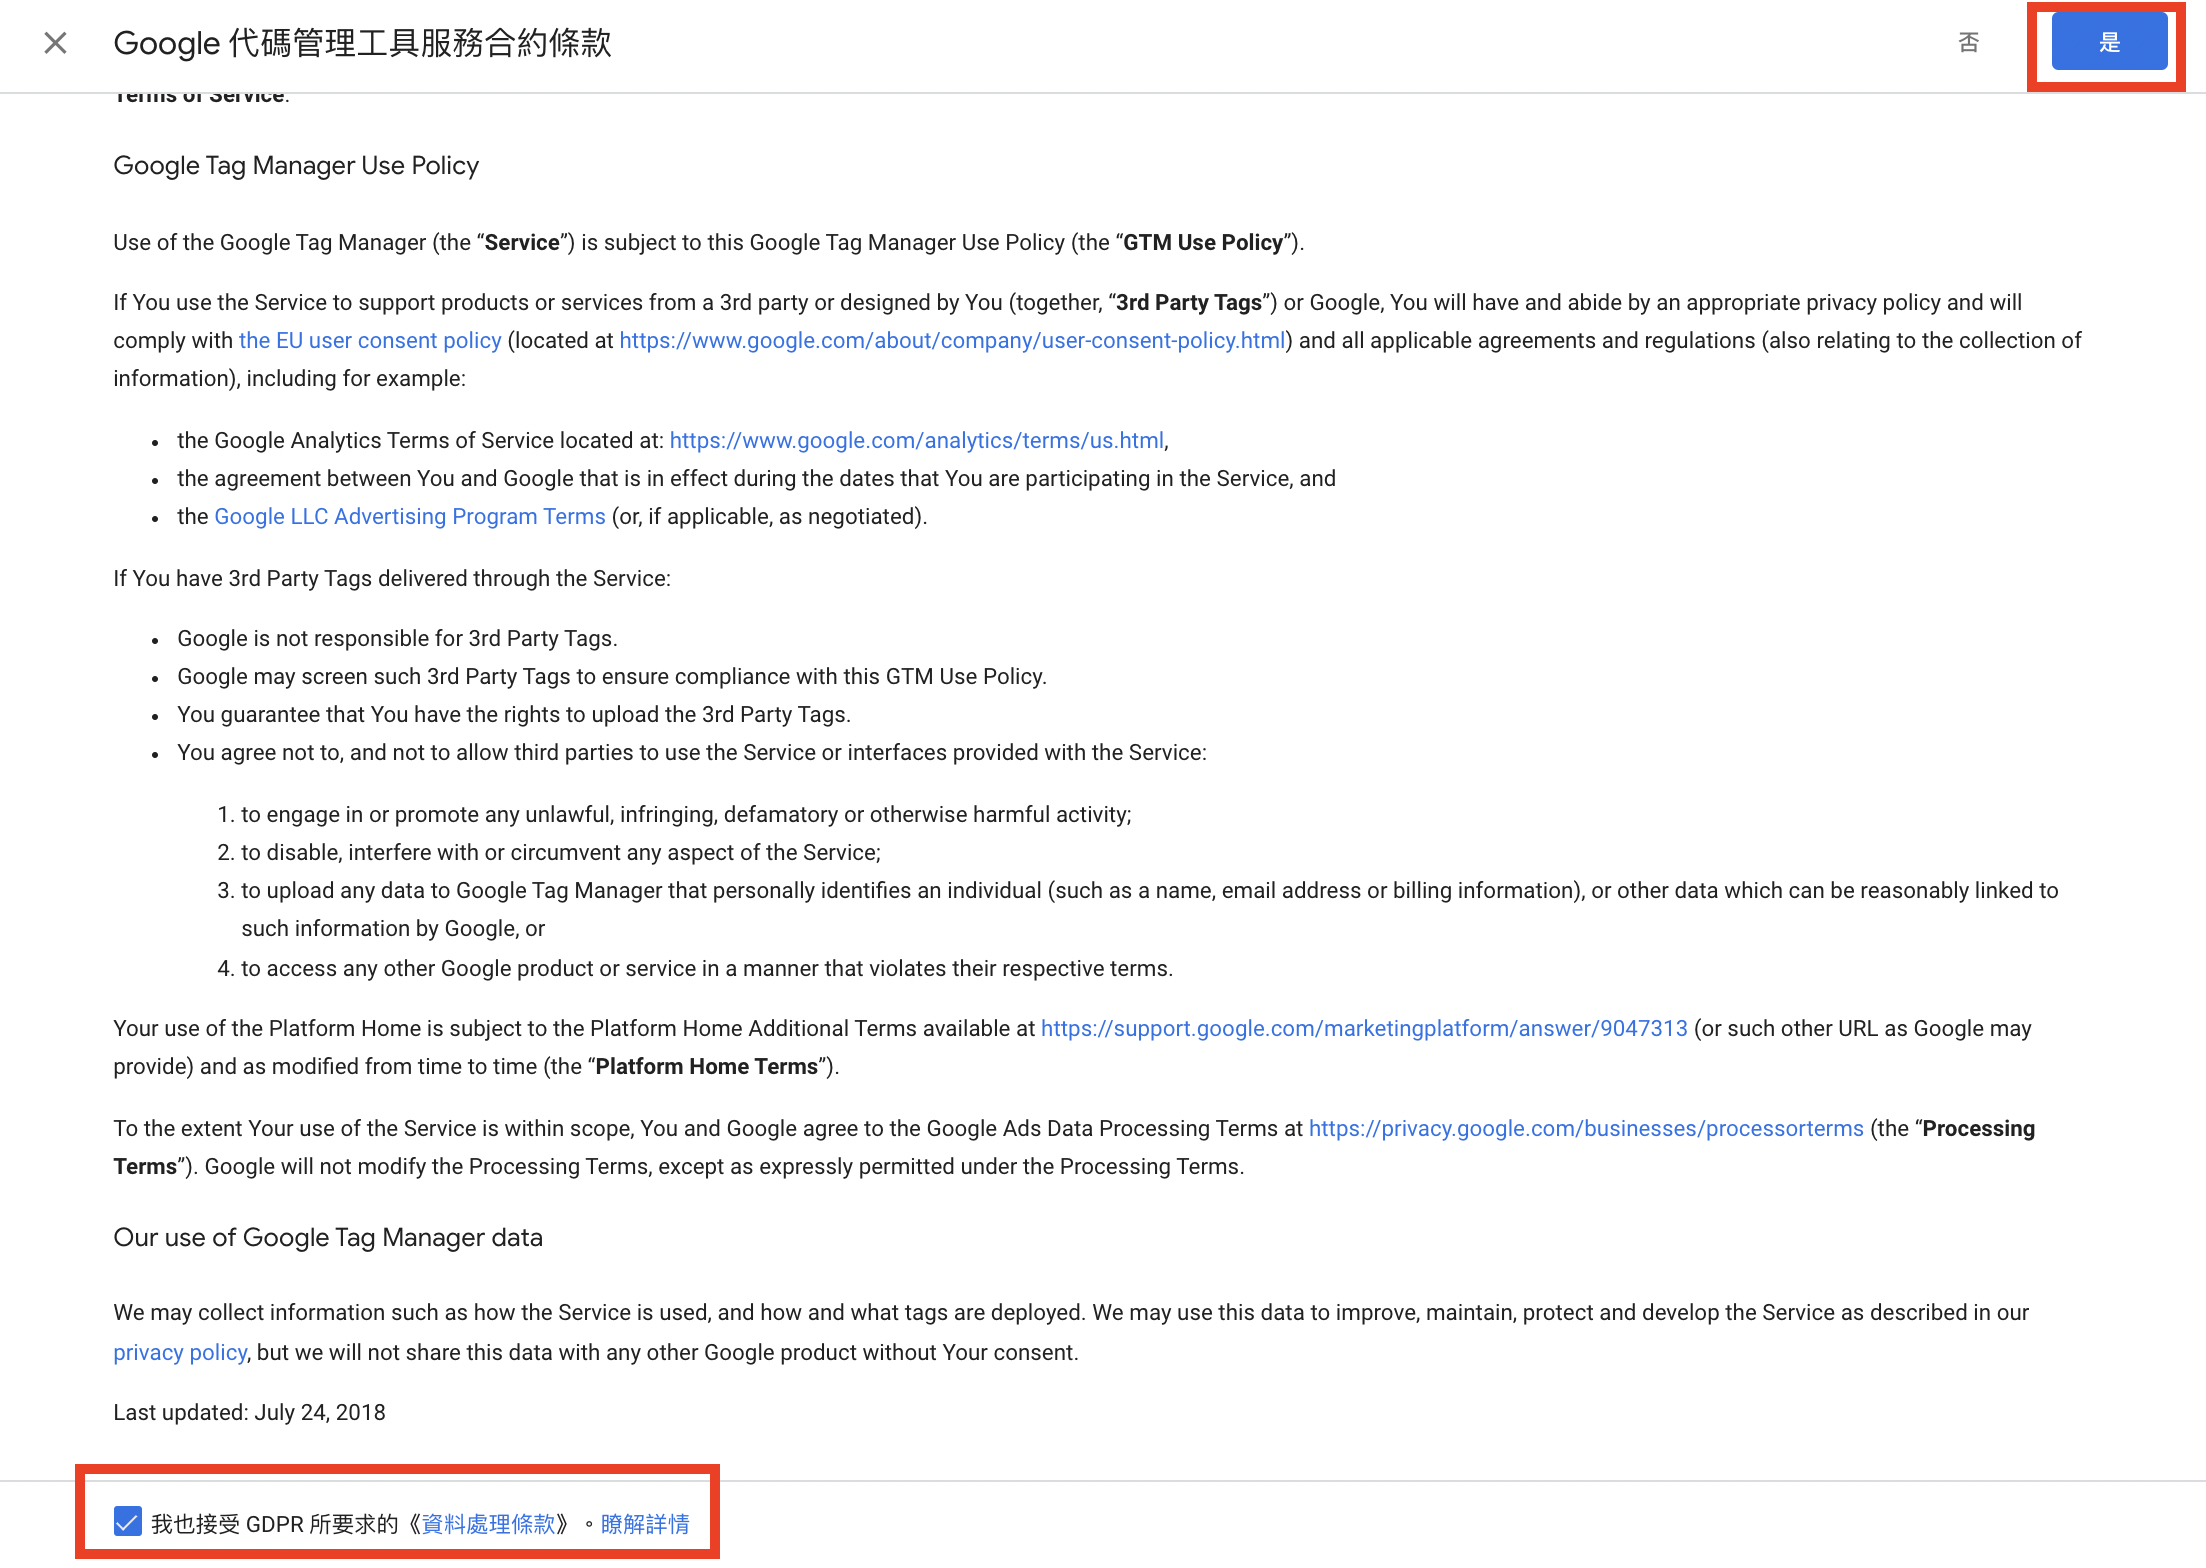 Google 代碼管理工具服務合約條款
否
是
Terms of Service.
Google Tag Manager Use Policy
Use of the Google Tag Manager (the “Service”) is subject to this Google Tag Manager Use Policy (the “GTM Use Policy”).
If You use the Service to support products or services from a 3rd party or designed by You (together, “3rd Party Tags”) or Google, You will have and abide by an appropriate privacy policy and will
comply with the EU user consent policy (located at https://www.google.com/about/company/user-consent-policy.html) and all applicable agreements and regulations (also relating to the collection of
information), including for example:
• the Google Analytics Terms of Service located at: https://www.google.com/analytics/terms/us.html,
• the agreement between You and Google that is in effect during the dates that You are participating in the Service, and
• the Google LLC Advertising Program Terms (or, if applicable, as negotiated).
If You have 3rd Party Tags delivered through the Service:
• Google is not responsible for 3rd Party Tags.
• Google may screen such 3rd Party Tags to ensure compliance with this GTM Use Policy.
• You guarantee that You have the rights to upload the 3rd Party Tags.
• You agree not to, and not to allow third parties to use the Service or interfaces provided with the Service:
1. to engage in or promote any unlawful, infringing, defamatory or otherwise harmful activity;
2. to disable, interfere with or circumvent any aspect of the Service;
3. to upload any data to Google Tag Manager that personally identifies an individual (such as a name, email address or billing information), or other data which can be reasonably linked to
such information by Google, or
4. to access any other Google product or service in a manner that violates their respective terms.
Your use of the Platform Home is subject to the Platform Home Additional Terms available at https://support.google.com/marketingplatform/answer/9047313 (or such other URL as Google may
provide) and as modified from time to time (the “Platform Home Terms”).
To the extent Your use of the Service is within scope, You and Google agree to the Google Ads Data Processing Terms at https://privacy.google.com/businesses/processorterms (the “Processing
Terms”). Google will not modify the Processing Terms, except as expressly permitted under the Processing Terms.
Our use of Google Tag Manager data
We may collect information such as how the Service is used, and how and what tags are deployed. We may use this data to improve, maintain, protect and develop the Service as described in our
privacy policy, but we will not share this data with any other Google product without Your consent.
Last updated: July 24, 2018
我也接受 GDPR 所要求的《資料處理條款》。瞭解詳情